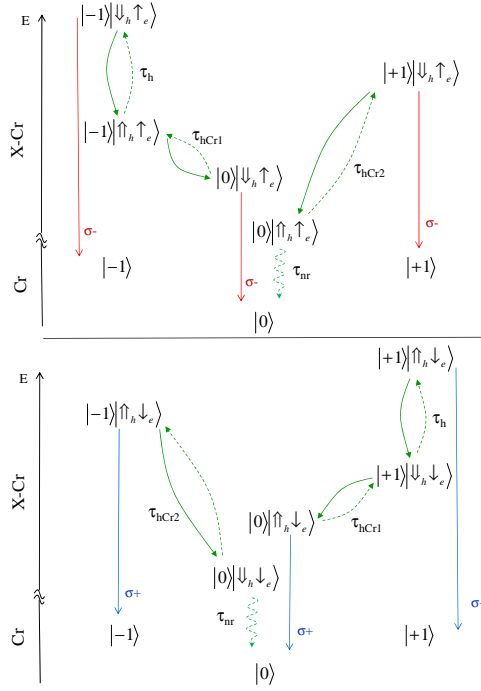 E
|−1⟩|⇓ₕ↑ₑ⟩
τh
|+1⟩|⇓ₕ↑ₑ⟩
X-Cr
|−1⟩|⇑ₕ↑ₑ⟩
τhCr1
|0⟩|⇓ₕ↑ₑ⟩
τhCr2
σ-
|0⟩|⇑ₕ↑ₑ⟩
σ-
|−1⟩
τnr
|+1⟩
Cr
σ-
|0⟩
|+1⟩|⇑ₕ↓ₑ⟩
E
|−1⟩|⇑ₕ↓ₑ⟩
τh
X-Cr
|+1⟩|⇓ₕ↓ₑ⟩
τhCr2
|0⟩|⇑ₕ↓ₑ⟩
τhCr1
|0⟩|⇓ₕ↓ₑ⟩
σ+
τnr
σ+
σ
Cr
|−1⟩
|+1⟩
|0⟩